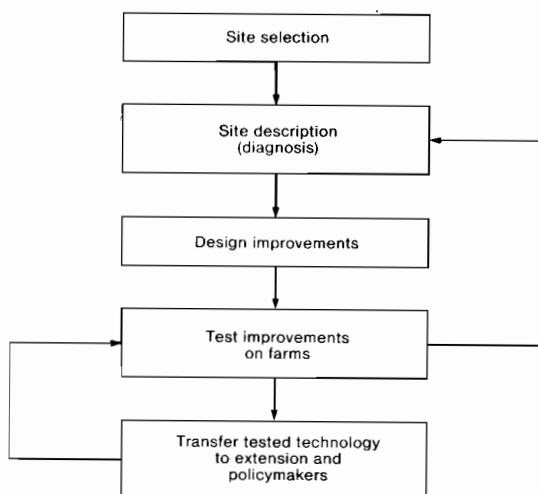 Site selection
Site description
(diagnosis)
Design improvements
Test improvements
on farms
Transfer tested technology
to extension and
policymakers